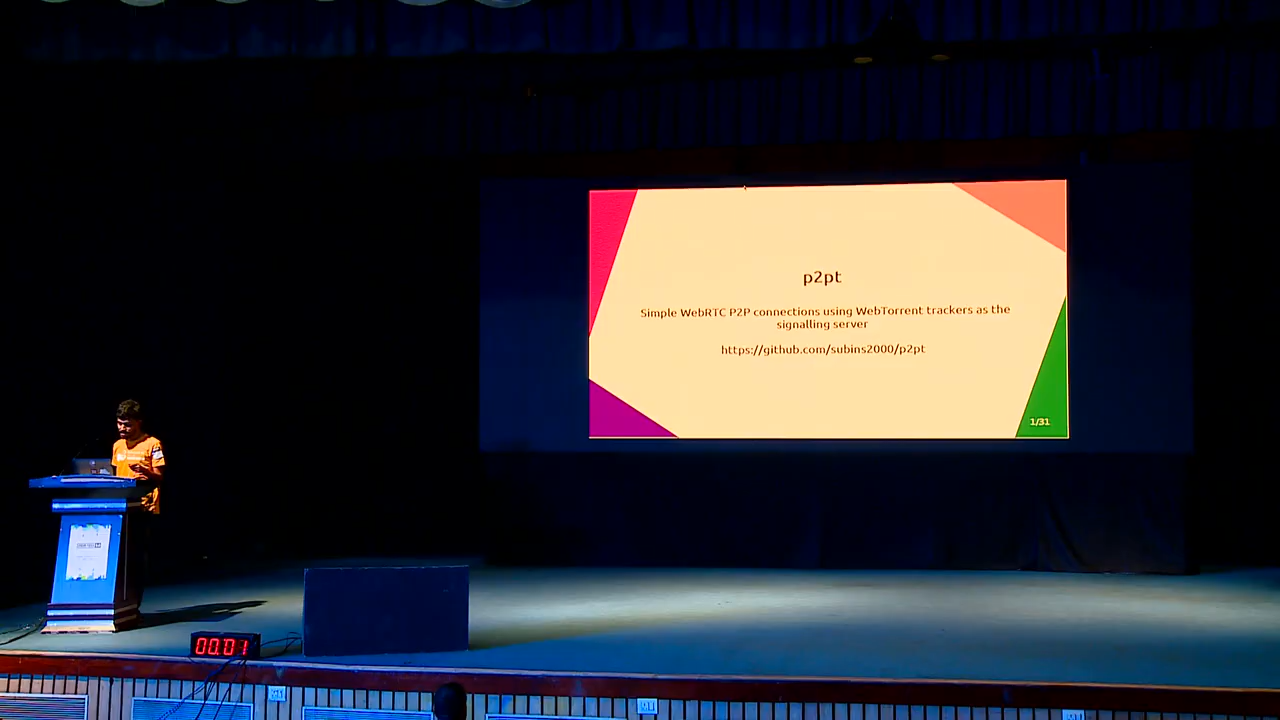 p2pt
Simple WebRTC P2P connections using WebTorrent trackers as the
signalling server
https://github.com/subins2000/p2pt
1/31
00:01